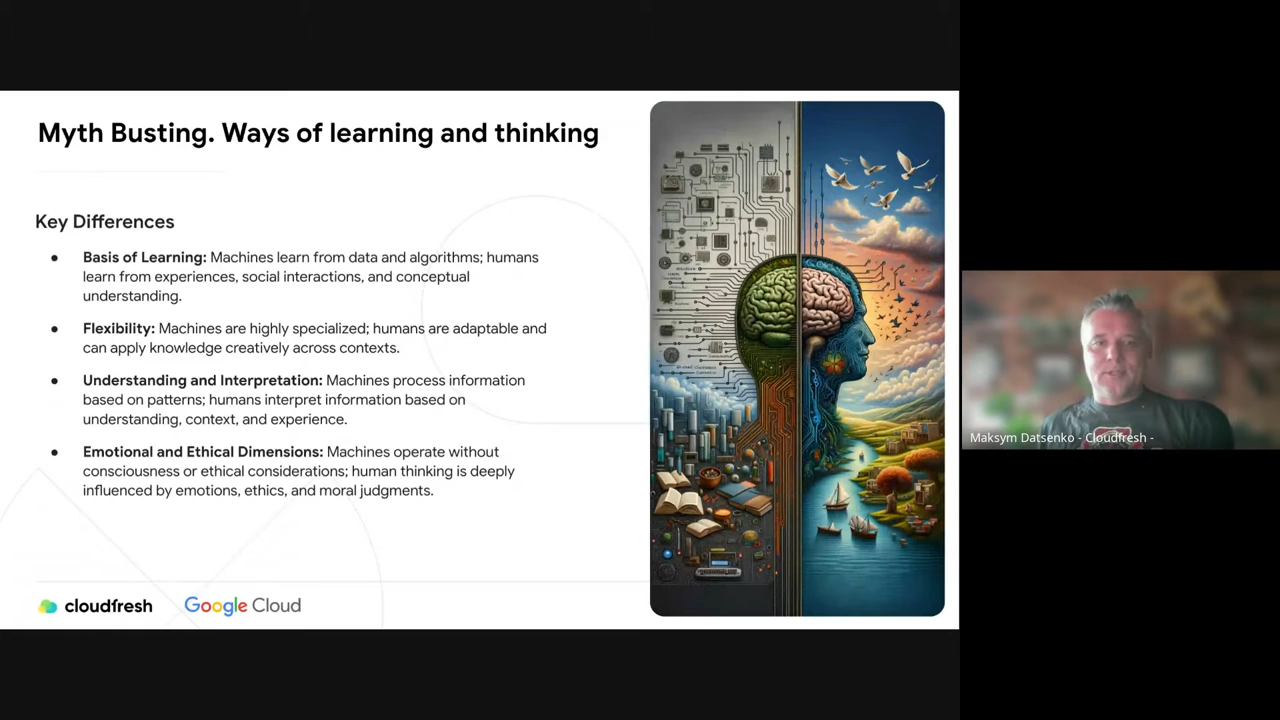 Myth Busting. Ways of learning and thinking
Key Differences
● Basis of Learning: Machines learn from data and algorithms; humans
learn from experiences, social interactions, and conceptual
understanding.
● Flexibility: Machines are highly specialized; humans are adaptable and
can apply knowledge creatively across contexts.
● Understanding and Interpretation: Machines process information
based on patterns; humans interpret information based on
understanding, context, and experience.
● Emotional and Ethical Dimensions: Machines operate without
consciousness or ethical considerations; human thinking is deeply
influenced by emotions, ethics, and moral judgments.
cloudfresh
Google Cloud
Maksym Datsenko - Cloudfresh -